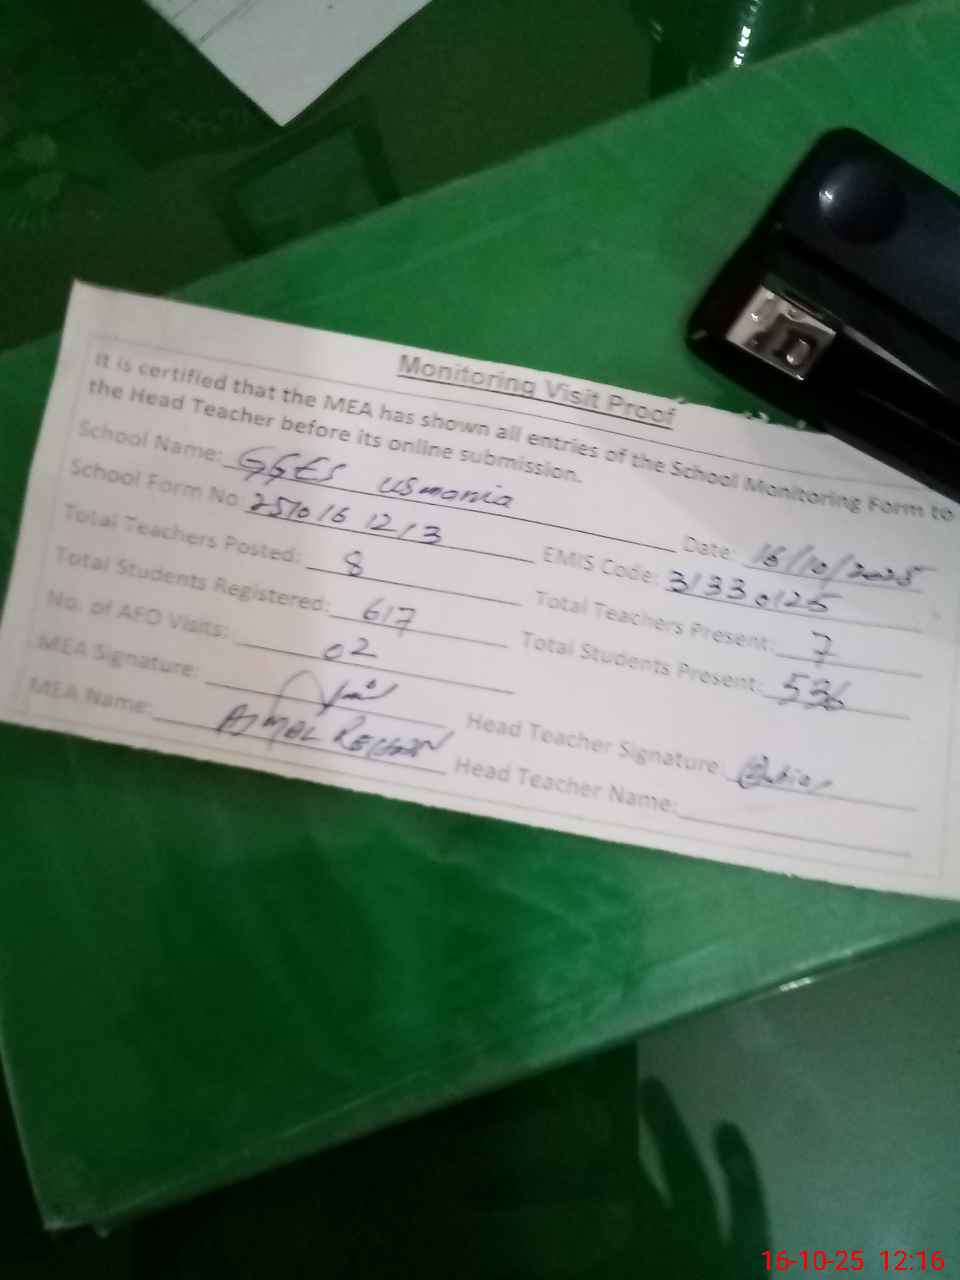 Monitoring Visit Proof
It is certified that the MEA has shown all entries of the School Monitoring Form to
the Head Teacher before its online submission.
School Name: GGES Usmania Date: 16/10/2025
School Form No. 251016 1213 EMIS Code: 31330125
Total Teachers Posted: 8 Total Teachers Present: 7
Total Students Registered: 617 Total Students Present: 536
No. of AEO Visits: 02
MEA Signature: Head Teacher Signature
MEA Name: AJMAL Head Teacher Name:
16-10-25 12:16